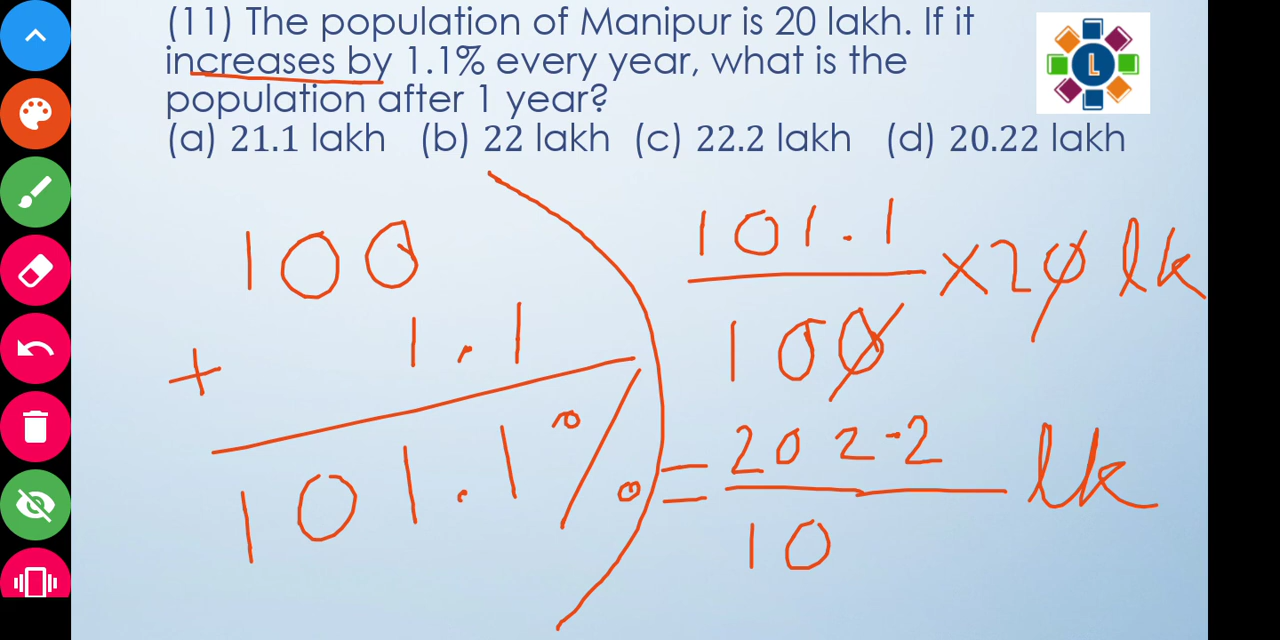 (11) The population of Manipur is 20 lakh. If it
increases by 1.1% every year, what is the
population after 1 year?
(a) 21.1 lakh (b) 22 lakh (c) 22.2 lakh (d) 20.22 lakh
L
100
+ 1.1
101.1%
101.1
× 20 lk
100
= 202.2 lk
10